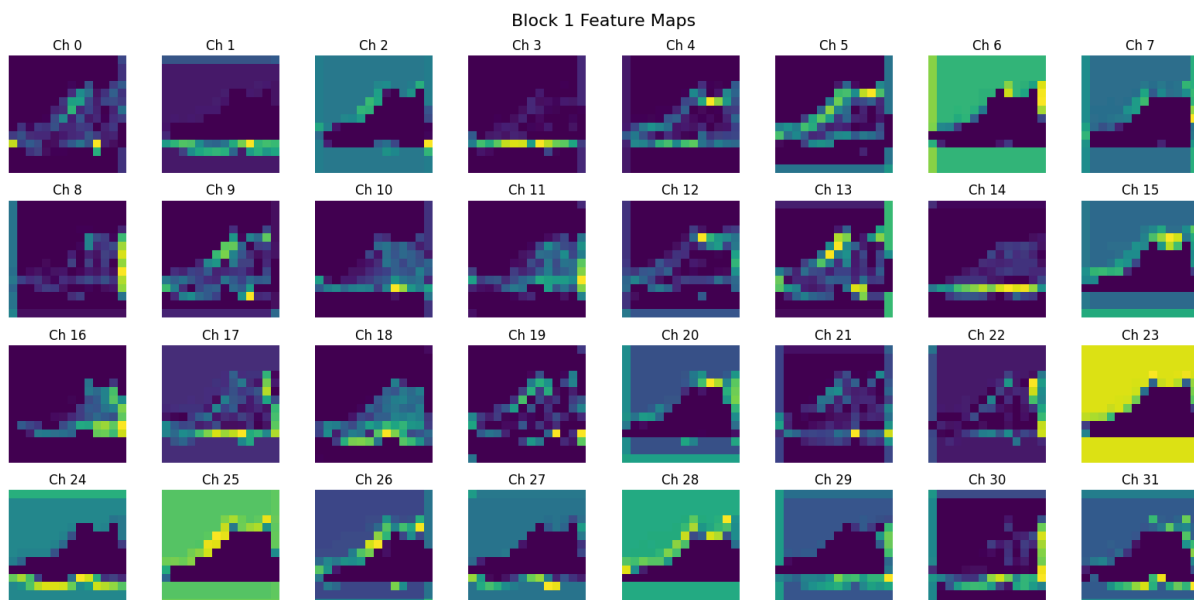 Block 1 Feature Maps
Ch 0 Ch 1 Ch 2 Ch 3 Ch 4 Ch 5 Ch 6 Ch 7
Ch 8 Ch 9 Ch 10 Ch 11 Ch 12 Ch 13 Ch 14 Ch 15
Ch 16 Ch 17 Ch 18 Ch 19 Ch 20 Ch 21 Ch 22 Ch 23
Ch 24 Ch 25 Ch 26 Ch 27 Ch 28 Ch 29 Ch 30 Ch 31